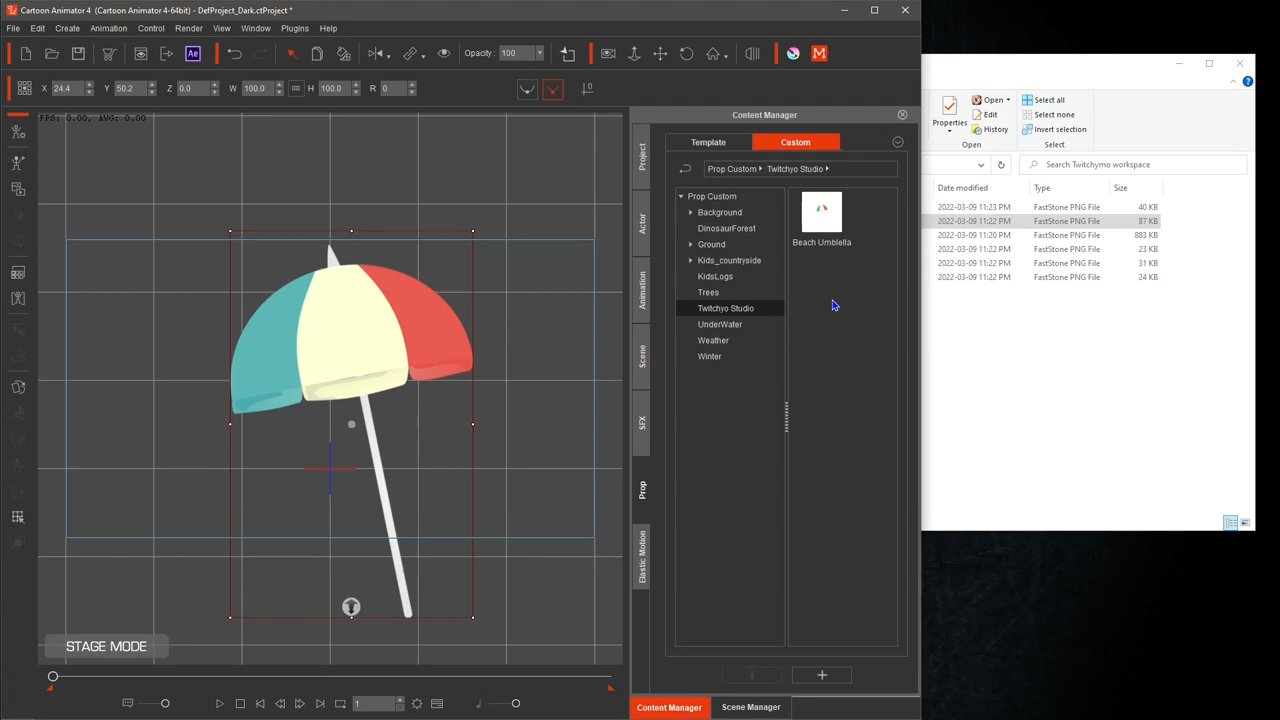 Cartoon Animator 4 (Cartoon Animator 4-64bit) - DefProject_Dark.ctProject *
File Edit Create Animation Control Render View Window Plugins Help
Ae Opacity : 100 M
X 24.4 Y 50.2 Z 0.0 W 100.0 H 100.0 R 0
FPS: 0.00, AVG: 0.00
Content Manager
Template Custom
Prop Custom Twitchyo Studio
Prop Custom
Background
DinosaurForest
Ground
Kids_countryside
KidsLogs
Trees
Twitchyo Studio
UnderWater
Weather
Winter
Beach Umblella
Project
Actor
Animation
Scene
SFX
Prop
Elastic Motion
STAGE MODE
1
Content Manager Scene Manager
Properties
Open
Edit
History
Open
Select all
Select none
Invert selection
Select
Search Twitchymo workspace
Date modified Type Size
2022-03-09 11:23 PM FastStone PNG File 40 KB
2022-03-09 11:22 PM FastStone PNG File 87 KB
2022-03-09 11:20 PM FastStone PNG File 883 KB
2022-03-09 11:22 PM FastStone PNG File 23 KB
2022-03-09 11:22 PM FastStone PNG File 31 KB
2022-03-09 11:22 PM FastStone PNG File 24 KB